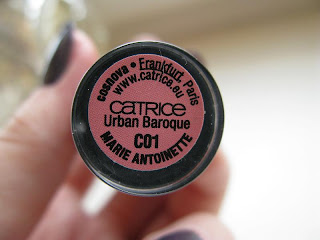 cosnova • Frankfurt, Paris
www.catrice.eu
CATRICE
Urban Baroque
C01
MARIE ANTOINETTE